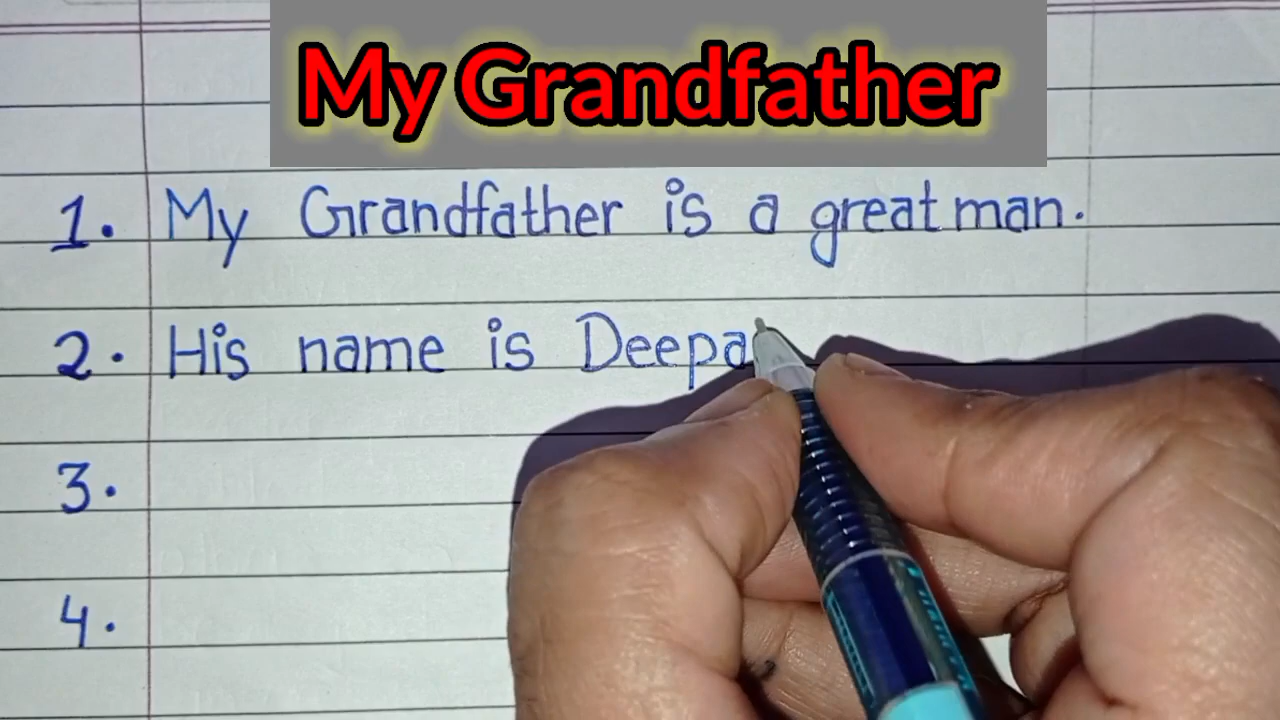 My Grandfather
1. My Grandfather is a great man.
2. His name is Deepa
3.
4.